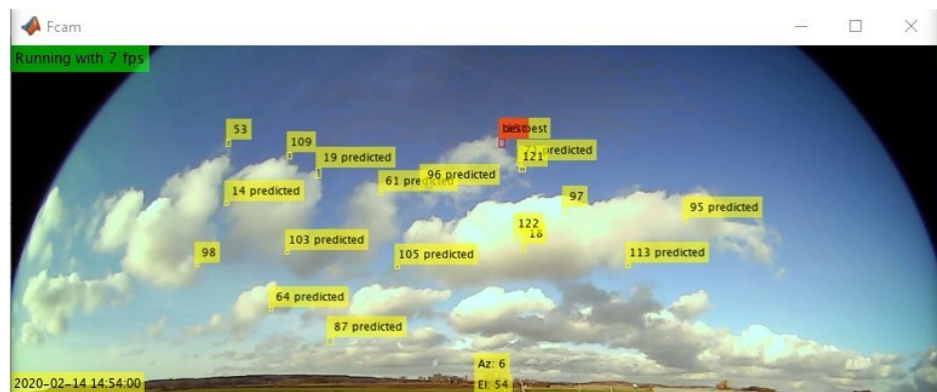 Fcam
Running with 7 fps
53
best
109
19 predicted
121
predicted
96 predicted
61 pre
14 predicted
97
95 predicted
122
18
103 predicted
98
105 predicted
113 predicted
64 predicted
87 predicted
Az: 6
El: 54
2020-02-14 14:54:00